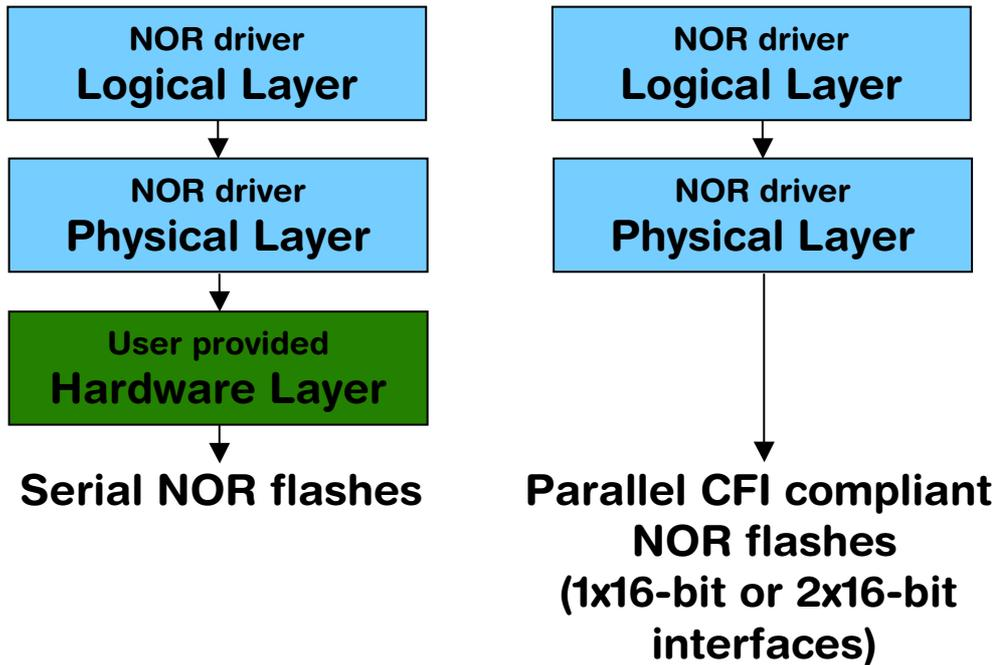 NOR driver
Logical Layer
NOR driver
Physical Layer
User provided
Hardware Layer
Serial NOR flashes
NOR driver
Logical Layer
NOR driver
Physical Layer
Parallel CFI compliant
NOR flashes
(1x16-bit or 2x16-bit
interfaces)